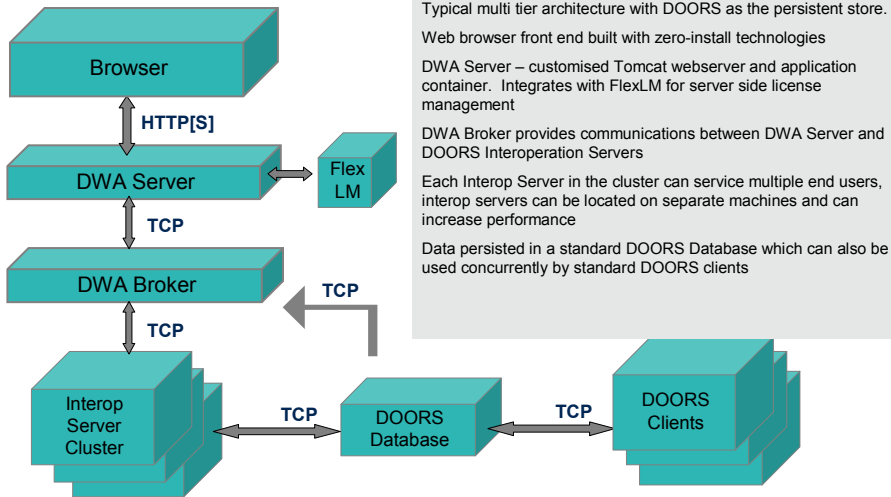 Browser
HTTP[S]
DWA Server
Flex
LM
TCP
DWA Broker
TCP
TCP
Interop
Server
Cluster
TCP
DOORS
Database
TCP
DOORS
Clients
Typical multi tier architecture with DOORS as the persistent store.
Web browser front end built with zero-install technologies
DWA Server – customised Tomcat webserver and application
container. Integrates with FlexLM for server side license
management
DWA Broker provides communications between DWA Server and
DOORS Interoperation Servers
Each Interop Server in the cluster can service multiple end users,
interop servers can be located on separate machines and can
increase performance
Data persisted in a standard DOORS Database which can also be
used concurrently by standard DOORS clients